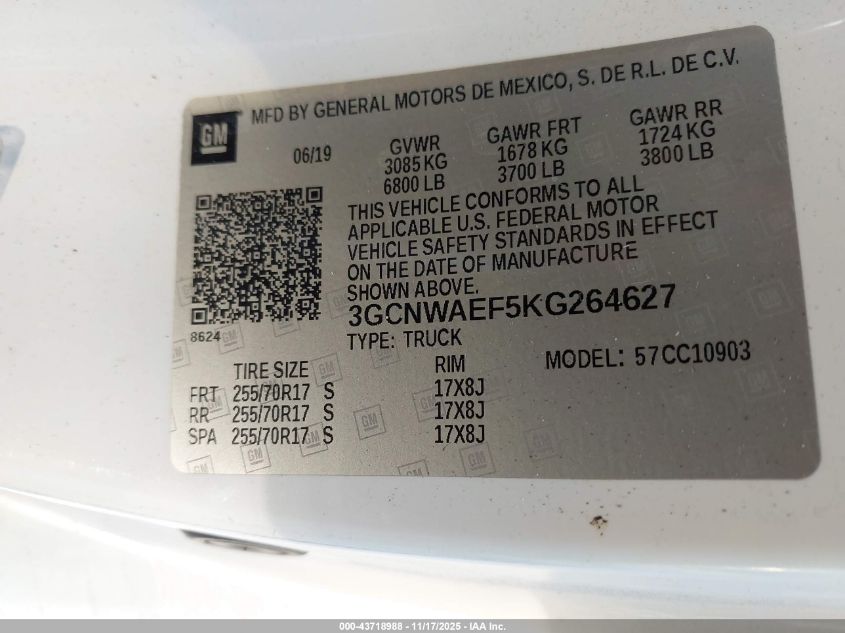 GM
MFD BY GENERAL MOTORS DE MEXICO, S. DE R.L. DE C.V.
06/19
GVWR
3085 KG
6800 LB
GAWR FRT
1678 KG
3700 LB
GAWR RR
1724 KG
3800 LB
THIS VEHICLE CONFORMS TO ALL
APPLICABLE U.S. FEDERAL MOTOR
VEHICLE SAFETY STANDARDS IN EFFECT
ON THE DATE OF MANUFACTURE
SHOWN ABOVE.
8624
3GCNWAEF5KG264627
TYPE: TRUCK
MODEL: 57CC10903
TIRE SIZE RIM
FRT 255/70R17 S 17X8J
RR 255/70R17 S 17X8J
SPA 255/70R17 S 17X8J
000-43718988 - 11/17/2025 - IAA Inc.